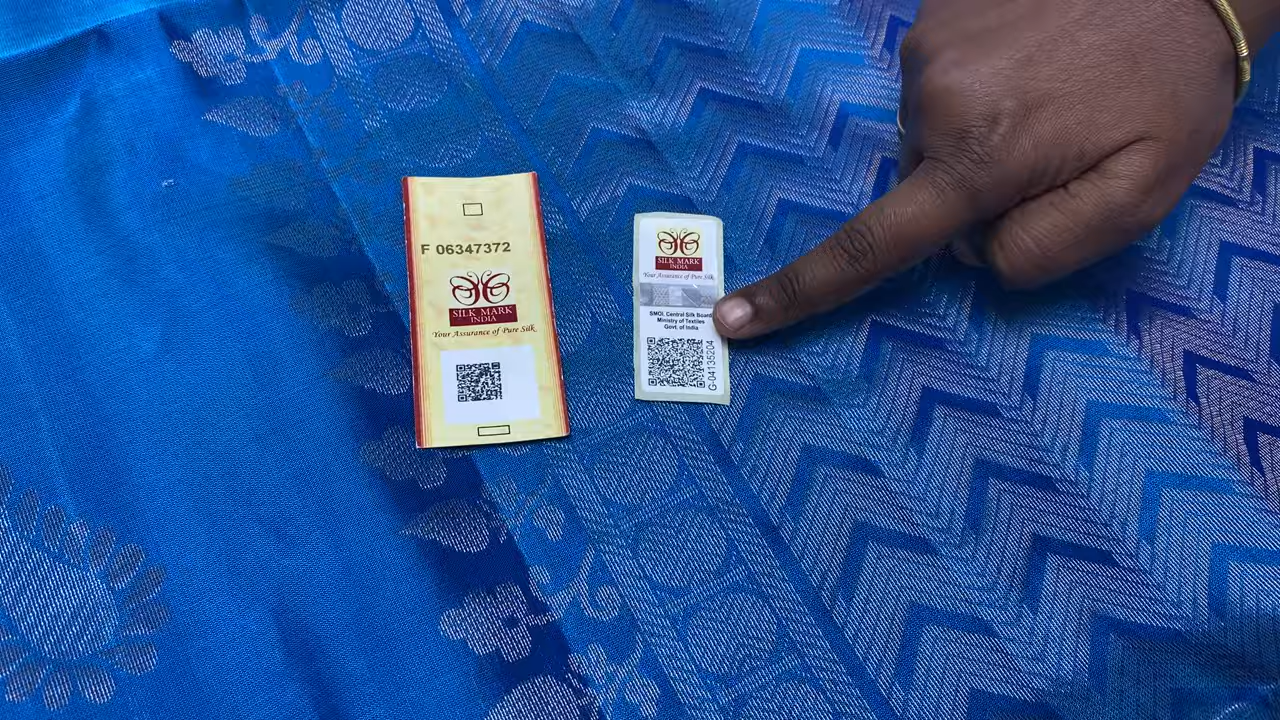 F 06347372
SILK MARK
INDIA
Your Assurance of Pure Silk
SILK MARK
INDIA
Your Assurance of Pure Silk
SMOI, Central Silk Board
Ministry of Textiles
Govt. of India
G-04135204